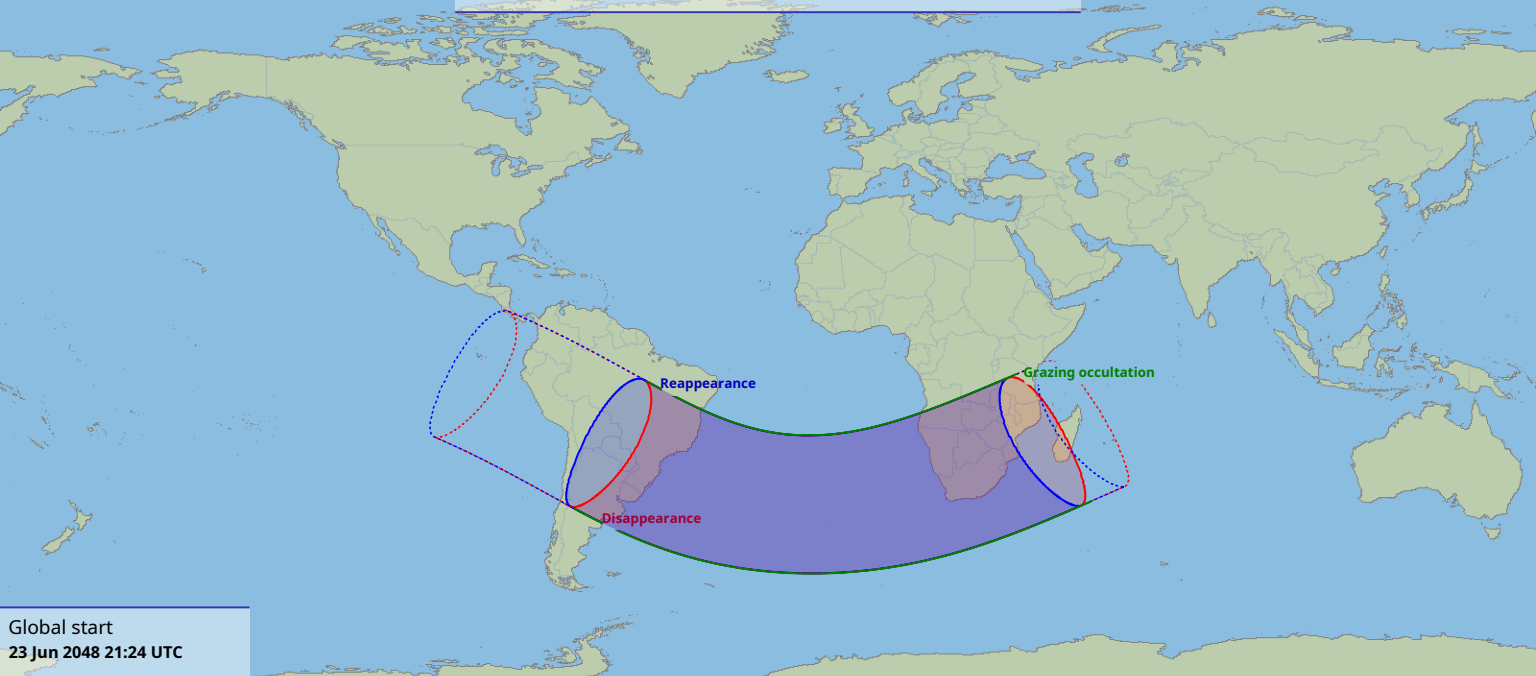 Grazing occultation
Reappearance
Disappearance
Global start
23 Jun 2048 21:24 UTC